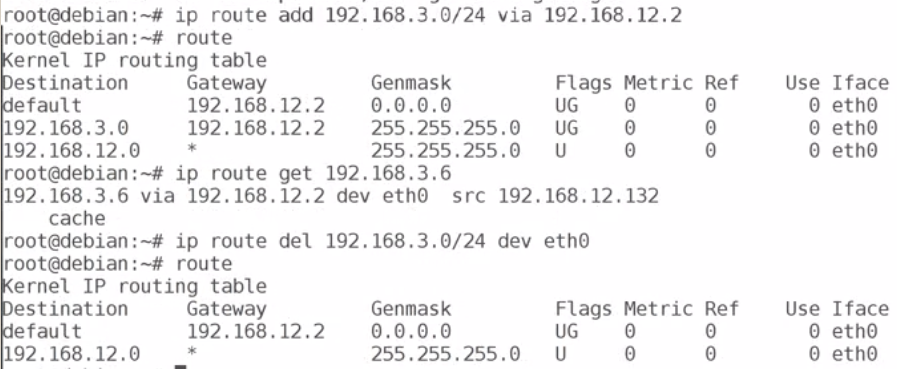 root@debian:~# ip route add 192.168.3.0/24 via 192.168.12.2
root@debian:~# route
Kernel IP routing table
Destination     Gateway         Genmask         Flags Metric Ref    Use Iface
default         192.168.12.2    0.0.0.0         UG    0      0        0 eth0
192.168.3.0     192.168.12.2    255.255.255.0   UG    0      0        0 eth0
192.168.12.0    *               255.255.255.0   U     0      0        0 eth0
root@debian:~# ip route get 192.168.3.6
192.168.3.6 via 192.168.12.2 dev eth0  src 192.168.12.132
    cache
root@debian:~# ip route del 192.168.3.0/24 dev eth0
root@debian:~# route
Kernel IP routing table
Destination     Gateway         Genmask         Flags Metric Ref    Use Iface
default         192.168.12.2    0.0.0.0         UG    0      0        0 eth0
192.168.12.0    *               255.255.255.0   U     0      0        0 eth0